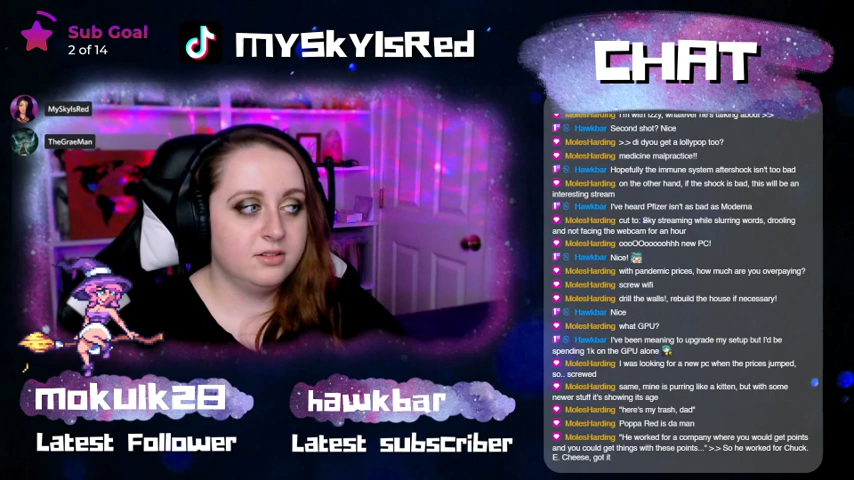 Sub Goal
2 of 14
MYSkYIsRed
CHAT
MySkyIsRed
TheGraeMan
MolesHarding I'm with Izzy, whatever he's talking about >.>
Hawkbar Second shot? Nice
MolesHarding >.> di dyou get a lollypop too?
MolesHarding medicine malpractice!!
Hawkbar Hopefully the immune system aftershock isn't too bad
MolesHarding on the other hand, if the shock is bad, this will be an
interesting stream
Hawkbar I've heard Pfizer isn't as bad as Moderna
MolesHarding cut to: 8ky streaming while slurring words, drooling
and not facing the webcam for an hour
MolesHarding oooOOoooooohhh new PC!
Hawkbar Nice!
MolesHarding with pandemic prices, how much are you overpaying?
MolesHarding screw wifi
MolesHarding drill the walls!, rebuild the house if necessary!
Hawkbar Nice
MolesHarding what GPU?
Hawkbar I've been meaning to upgrade my setup but I'd be
spending 1k on the GPU alone
MolesHarding I was looking for a new pc when the prices jumped,
so.. screwed
MolesHarding same, mine is purring like a kitten, but with some
newer stuff it's showing its age
MolesHarding "here's my trash, dad"
MolesHarding Poppa Red is da man
MolesHarding "He worked for a company where you would get points
and you could get things with these points..." >.> So he worked for Chuck.
E. Cheese, got it
mokulk28
Latest Follower
hawkbar
Latest subscriber